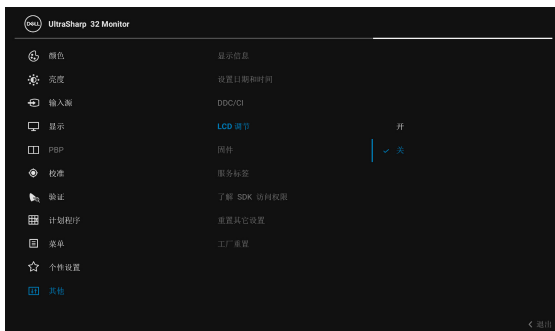 DELL UltraSharp 32 Monitor
颜色
亮度
输入源
显示
PBP
校准
验证
计划程序
菜单
个性设置
其他
显示信息
设置日期和时间
DDC/CI
LCD 调节
固件
服务标签
了解 SDK 访问权限
重置其它设置
工厂重置
开
关
退出